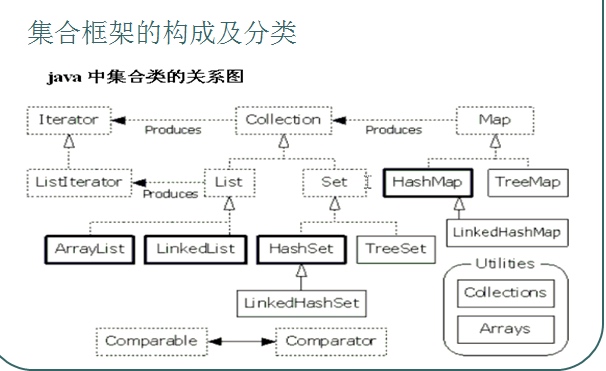 集合框架的构成及分类
java 中集合类的关系图
Iterator
Produces
Collection
Produces
Map
ListIterator
Produces
List
Set
HashMap
TreeMap
ArrayList
LinkedList
HashSet
TreeSet
LinkedHashMap
LinkedHashSet
Utilities
Collections
Arrays
Comparable
Comparator